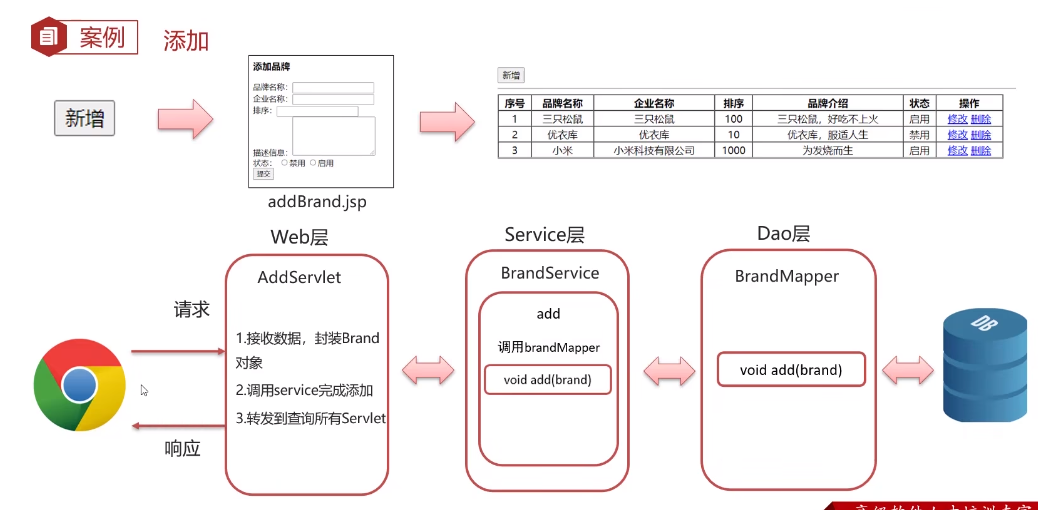 案例 添加
新增
添加品牌
品牌名称：
企业名称：
排序：
描述信息：
状态： 禁用 启用
提交
addBrand.jsp
新增
序号 品牌名称 企业名称 排序 品牌介绍 状态 操作
1 三只松鼠 三只松鼠 100 三只松鼠，好吃不上火 启用 修改 删除
2 优衣库 优衣库 10 优衣库，服适人生 禁用 修改 删除
3 小米 小米科技有限公司 1000 为发烧而生 启用 修改 删除
Web层
AddServlet
请求
1.接收数据，封装Brand
对象
2.调用service完成添加
3.转发到查询所有Servlet
响应
Service层
BrandService
add
调用brandMapper
void add(brand)
Dao层
BrandMapper
void add(brand)
DB